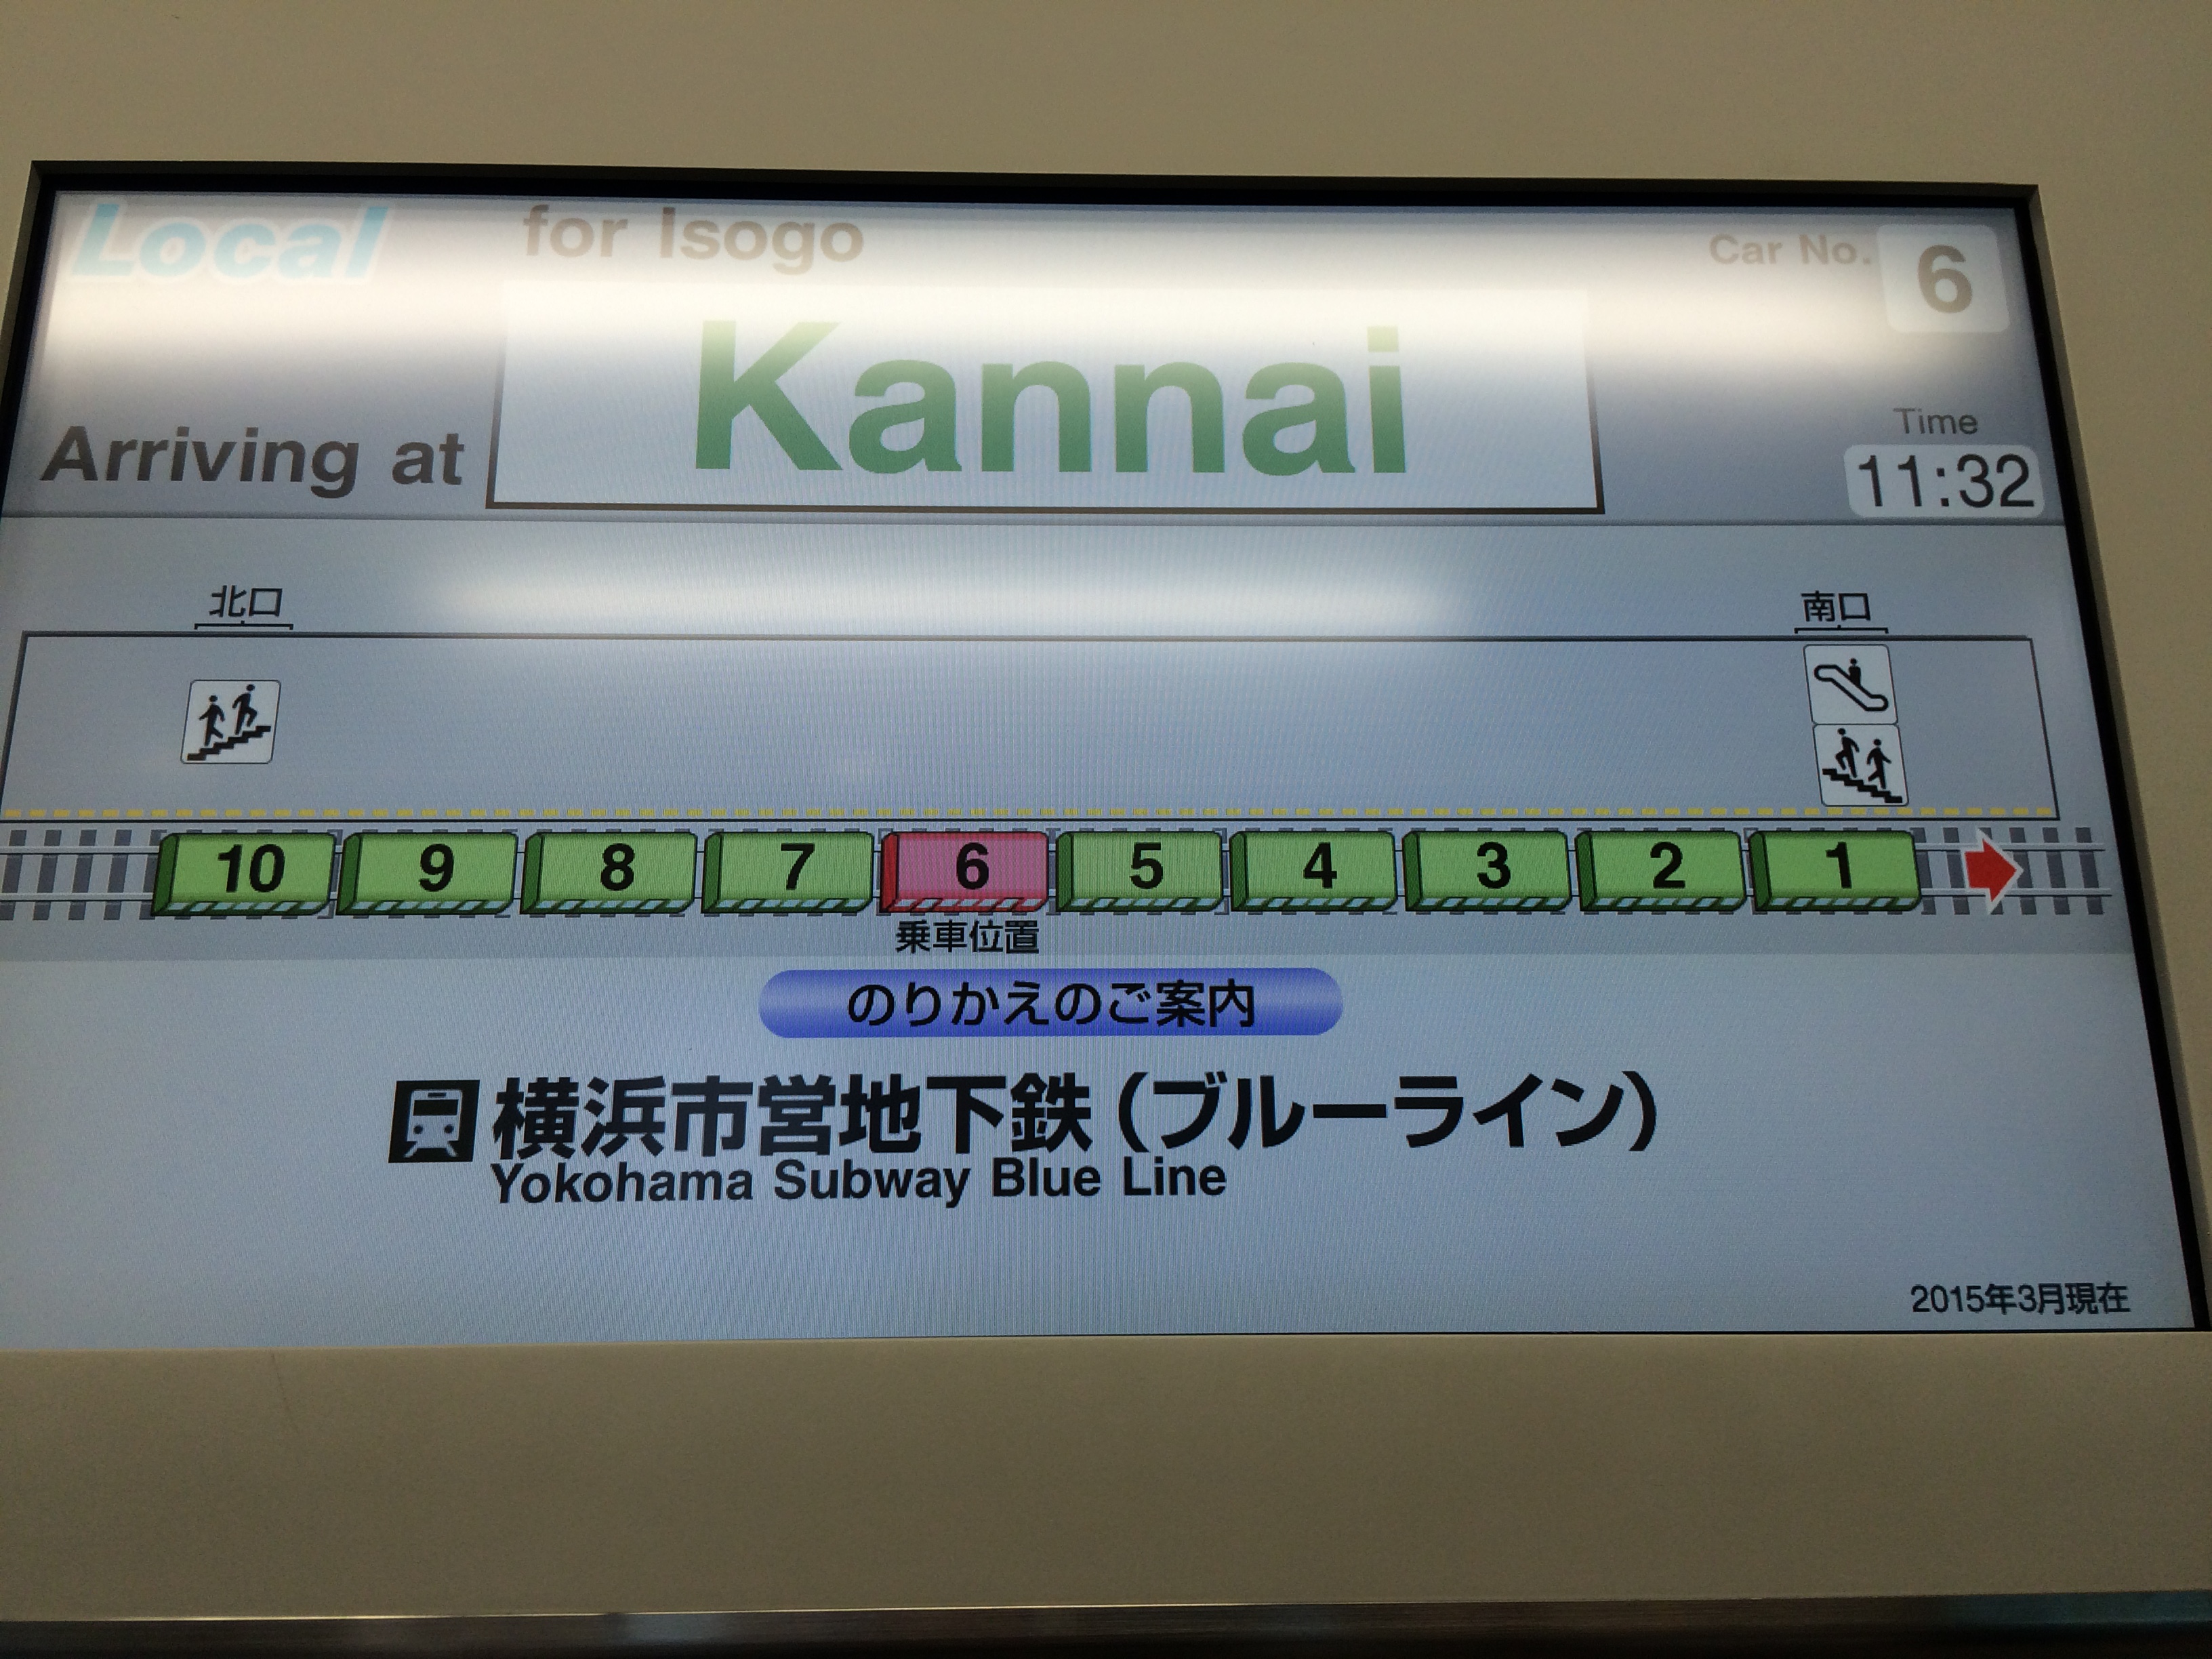 Local for Isogo Car No. 6
Kannai
Arriving at
Time
11:32
北口 南口
10 9 8 7 6 5 4 3 2 1
乗車位置
のりかえのご案内
横浜市営地下鉄(ブルーライン)
Yokohama Subway Blue Line
2015年3月現在